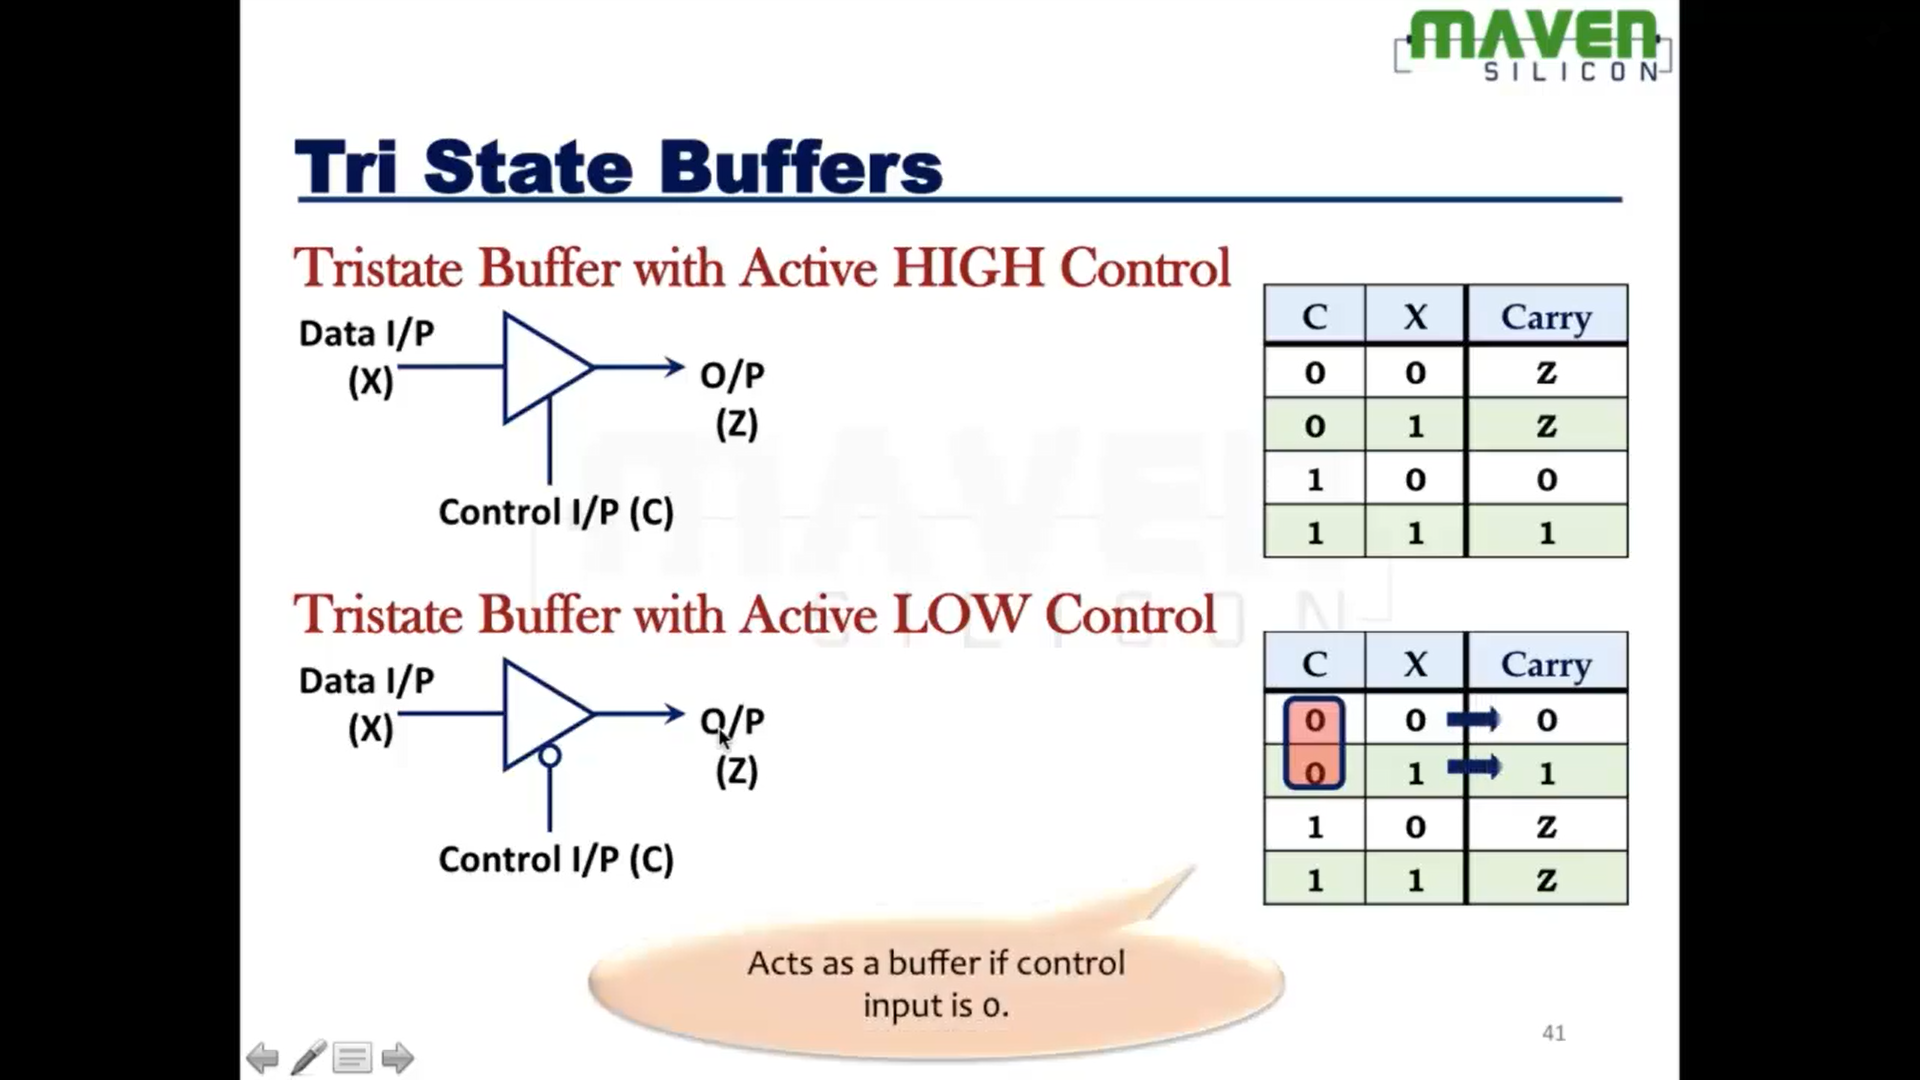 MAVEN
SILICON
Tri State Buffers
Tristate Buffer with Active HIGH Control
Data I/P
(X)
O/P
(Z)
Control I/P (C)
C X Carry
0 0 Z
0 1 Z
1 0 0
1 1 1
Tristate Buffer with Active LOW Control
Data I/P
(X)
O/P
(Z)
Control I/P (C)
C X Carry
0 0 0
0 1 1
1 0 Z
1 1 Z
MAVEN
SILICON
Acts as a buffer if control
input is 0.
41